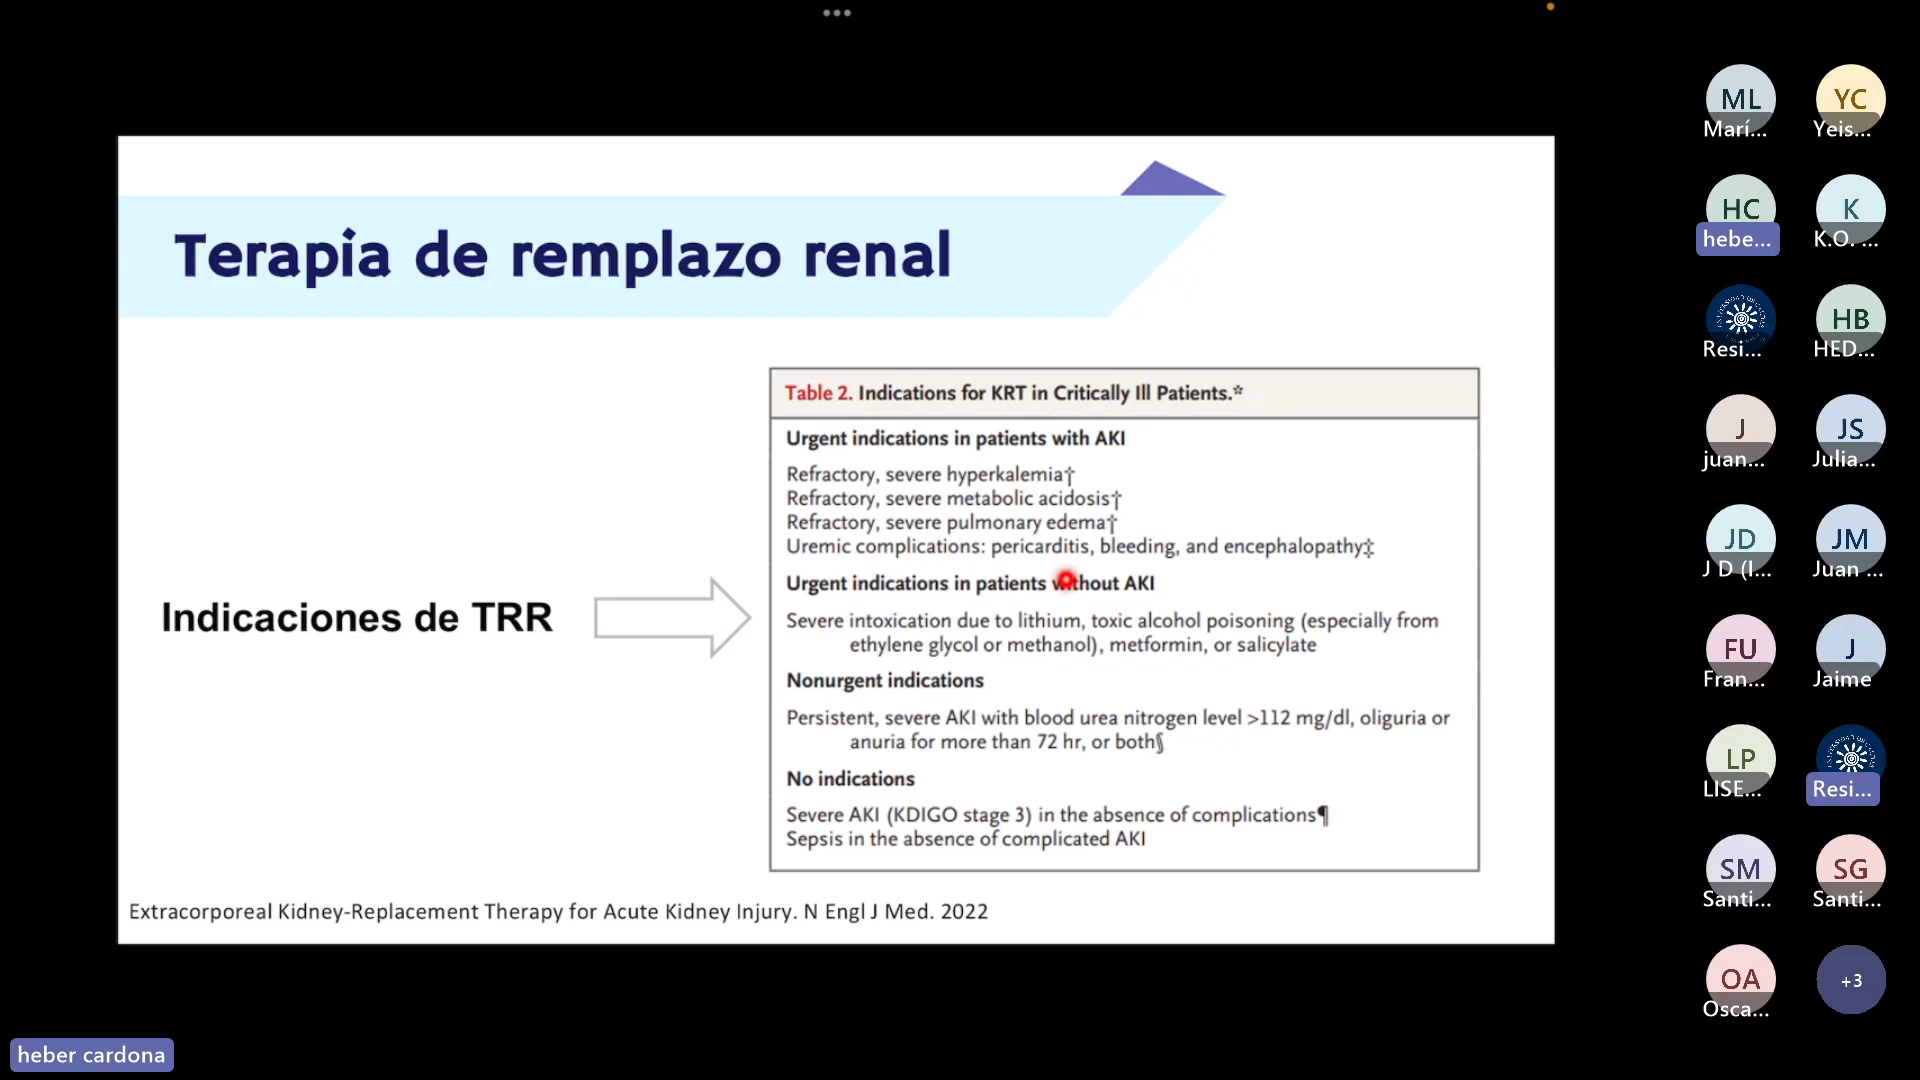 Terapia de remplazo renal
Indicaciones de TRR
Table 2. Indications for KRT in Critically Ill Patients.*
Urgent indications in patients with AKI
Refractory, severe hyperkalemia†
Refractory, severe metabolic acidosis†
Refractory, severe pulmonary edema†
Uremic complications: pericarditis, bleeding, and encephalopathy‡
Urgent indications in patients without AKI
Severe intoxication due to lithium, toxic alcohol poisoning (especially from
ethylene glycol or methanol), metformin, or salicylate
Nonurgent indications
Persistent, severe AKI with blood urea nitrogen level >112 mg/dl, oliguria or
anuria for more than 72 hr, or both§
No indications
Severe AKI (KDIGO stage 3) in the absence of complications¶
Sepsis in the absence of complicated AKI
Extracorporeal Kidney-Replacement Therapy for Acute Kidney Injury. N Engl J Med. 2022
heber cardona
ML YC
Marí... Yeis...
HC K
hebe... K.O. ...
HB
Resi... HED...
J JS
juan... Julia...
JD JM
J D (I... Juan ...
FU J
Fran... Jaime
LP
LISE... Resi...
SM SG
Santi... Santi...
OA +3
Osca...